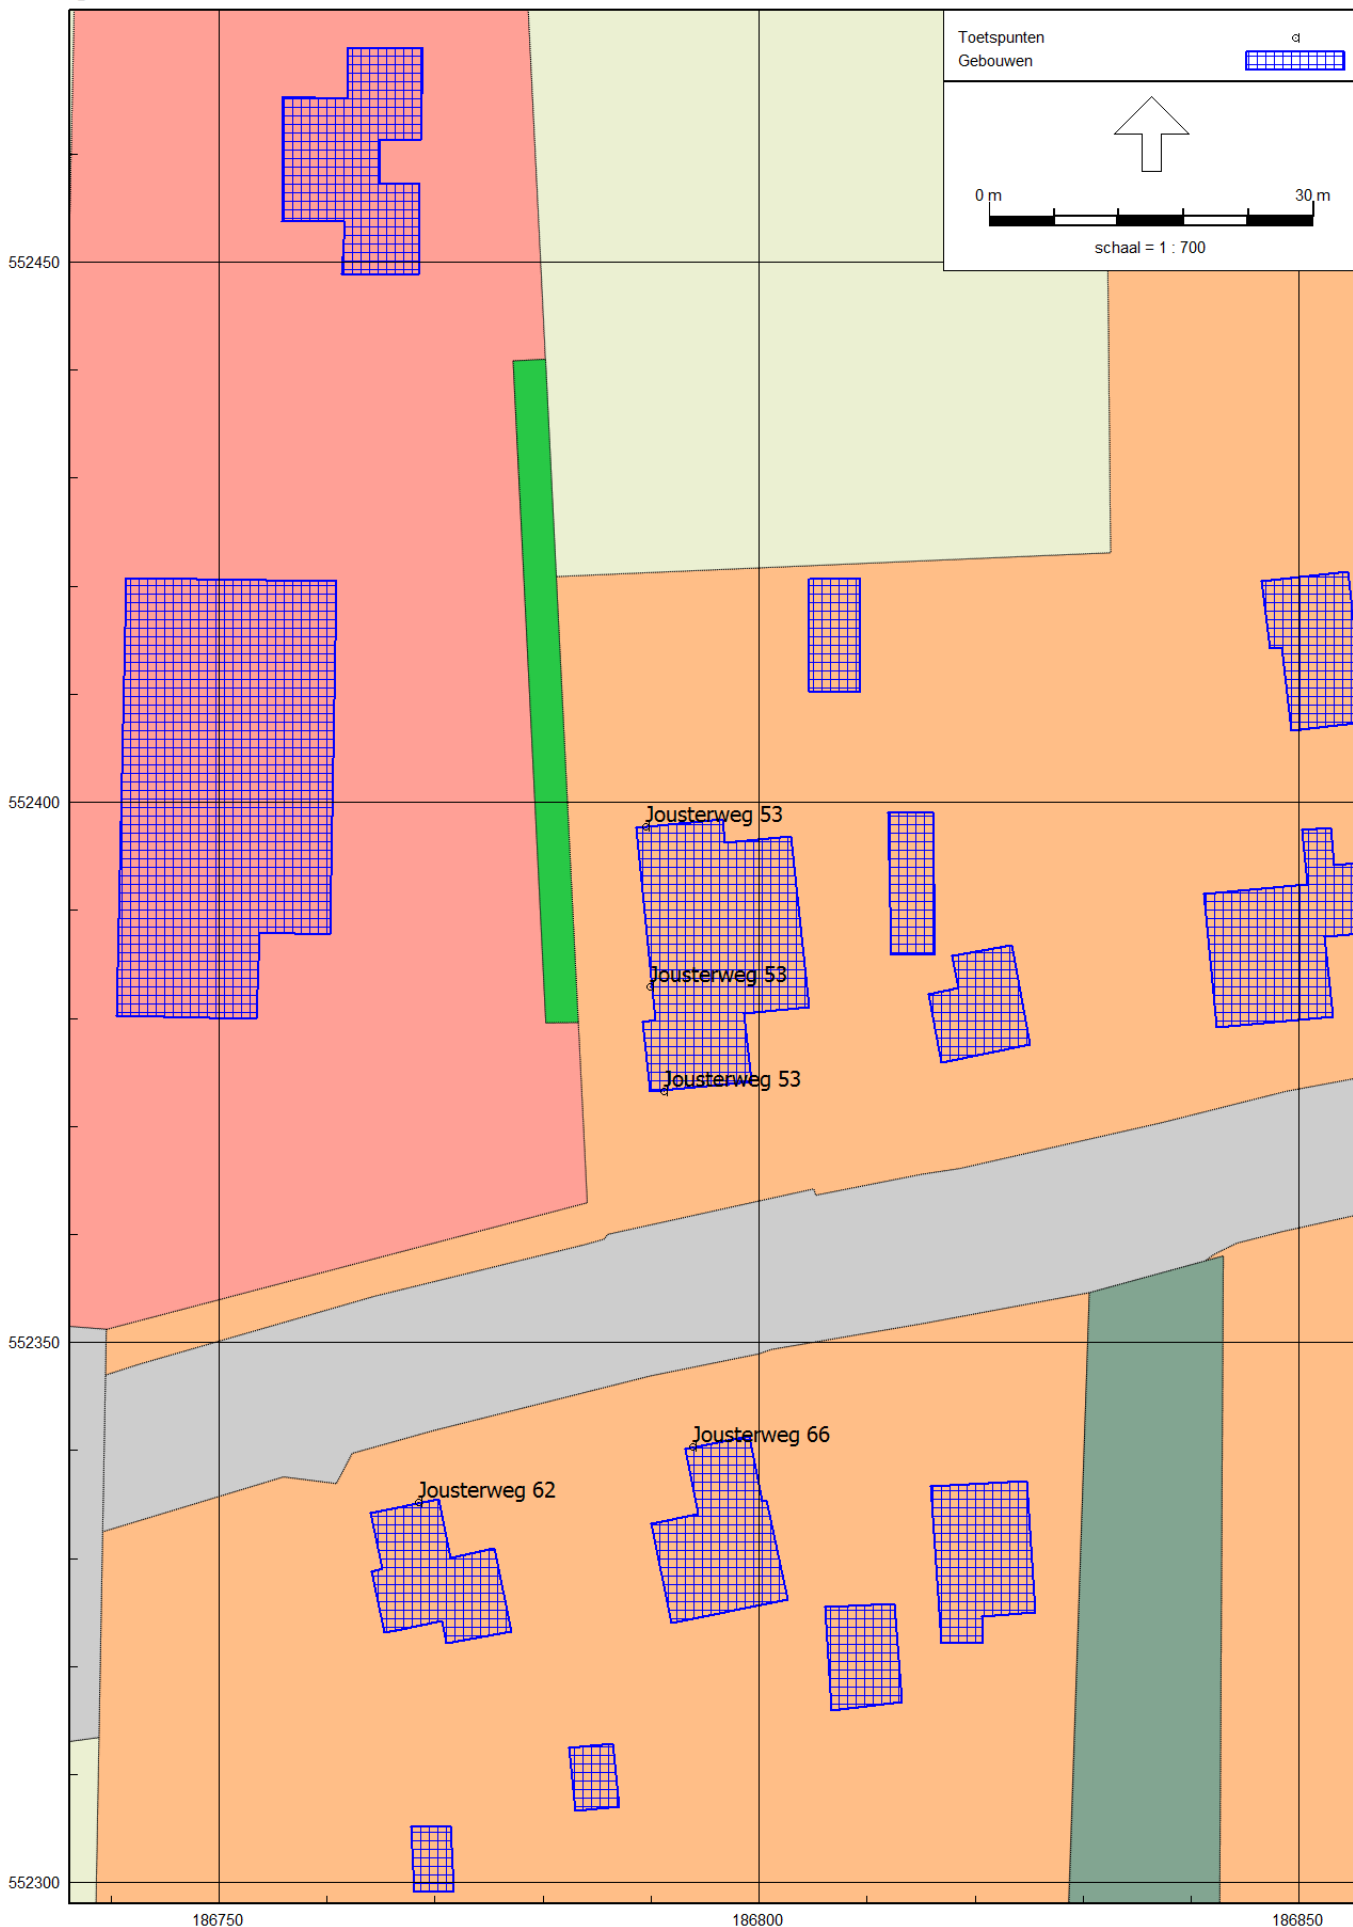 Toetspunten
Gebouwen
0 m 30 m
schaal = 1 : 700
552450
552400
Jousterweg 53
Jousterweg 53
Jousterweg 53
552350
Jousterweg 66
Jousterweg 62
552300
186750 186800 186850